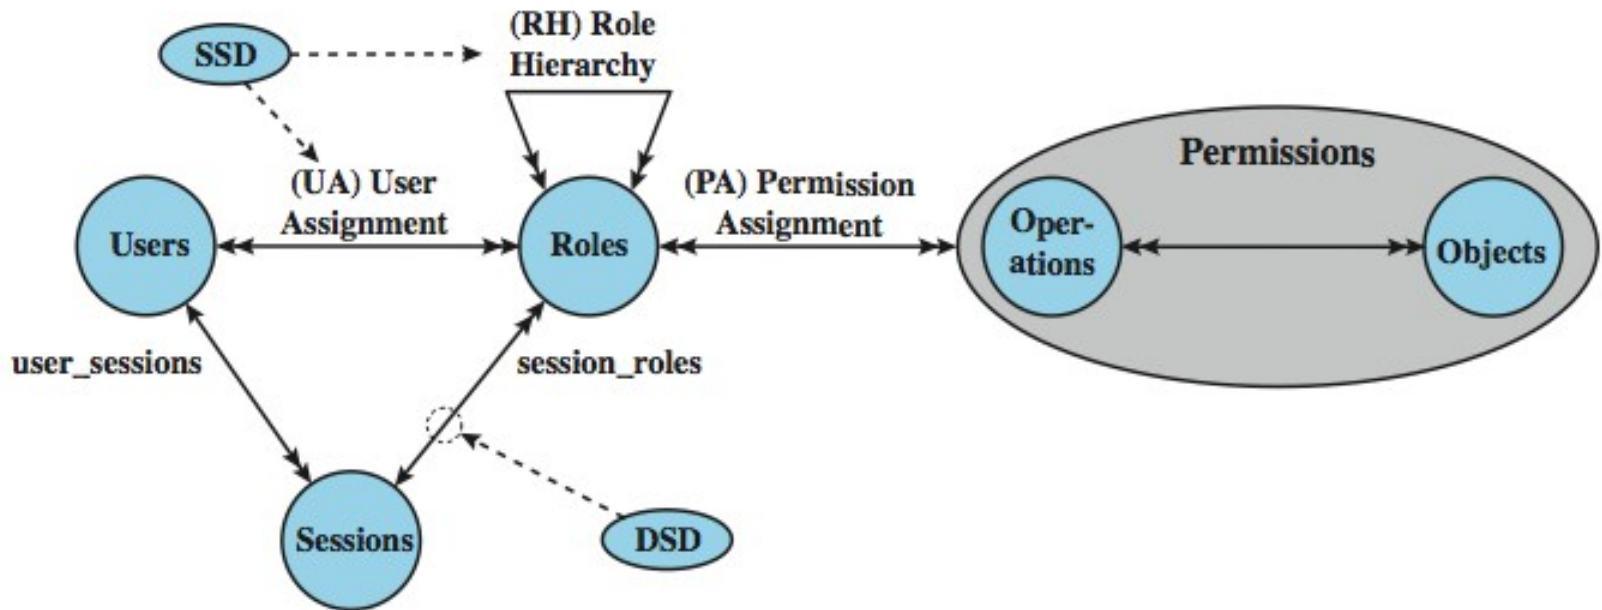 SSD
(RH) Role
Hierarchy
Permissions
(UA) User
Assignment
(PA) Permission
Assignment
Users
Roles
Oper-
ations
Objects
user_sessions
session_roles
Sessions
DSD